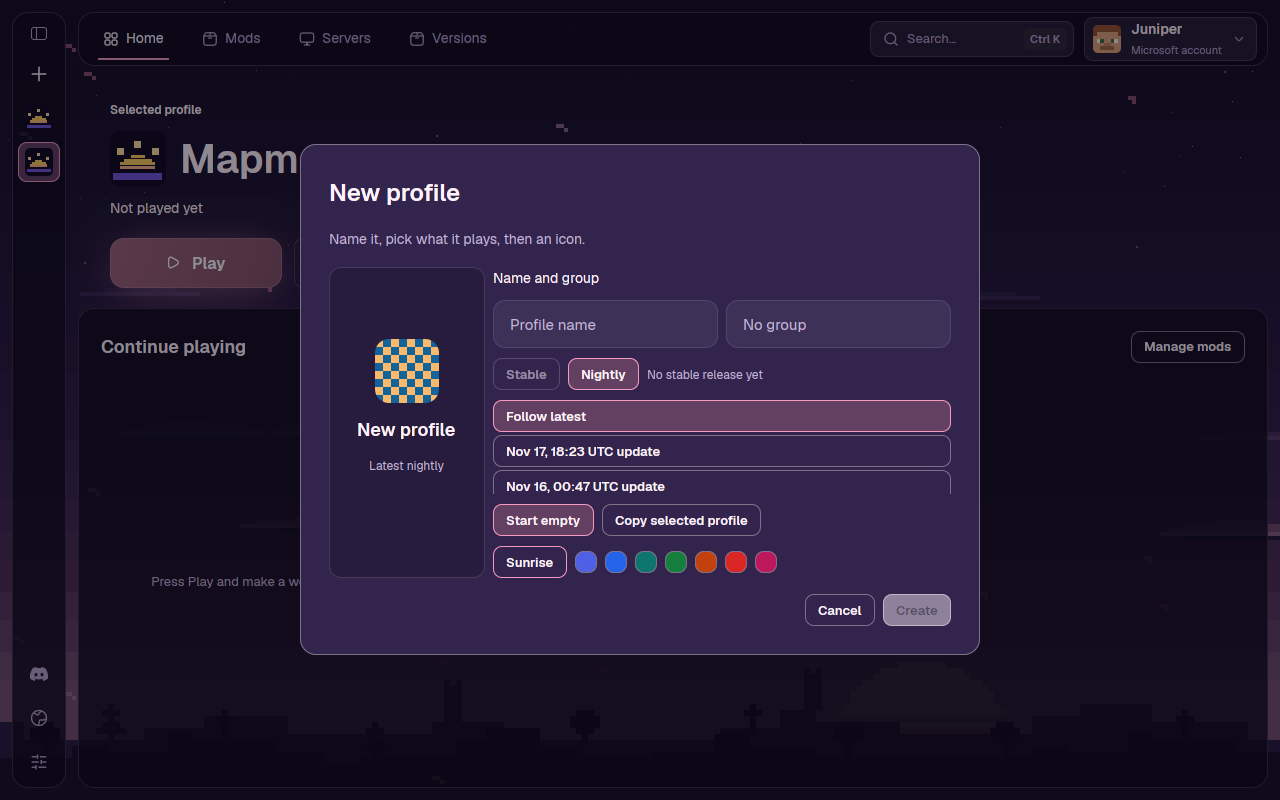 Home
Mods
Servers
Versions
Search...
Ctrl K
Juniper
Microsoft account
Selected profile
Mapm
Not played yet
Play
Continue playing
Manage mods
Press Play and make a w
New profile
Name it, pick what it plays, then an icon.
New profile
Latest nightly
Name and group
Profile name
No group
Stable
Nightly
No stable release yet
Follow latest
Nov 17, 18:23 UTC update
Nov 16, 00:47 UTC update
Start empty
Copy selected profile
Sunrise
Cancel
Create